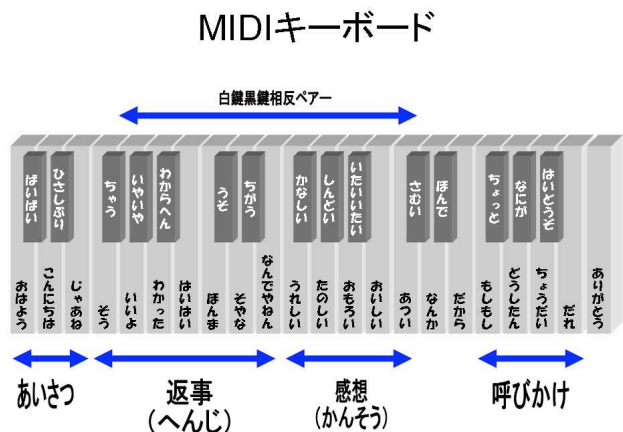 MIDIキーボード
白鍵黒鍵相反ペアー
ばいばい
ひさしぶり
ちゃう
いやいや
わからへん
うそ
ちがう
かなしい
しんどい
いたいいたい
さむい
ほんで
ちょっと
なにが
はいどうぞ
おはよう
こんにちは
じゃあね
そう
いいよ
わかった
はいはい
ほんま
そやな
なんでやねん
うれしい
たのしい
おもろい
おいしい
あつい
なんか
だから
もしもし
どうしたん
ちょうだい
だれ
ありがとう
あいさつ
返事
(へんじ)
感想
(かんそう)
呼びかけ